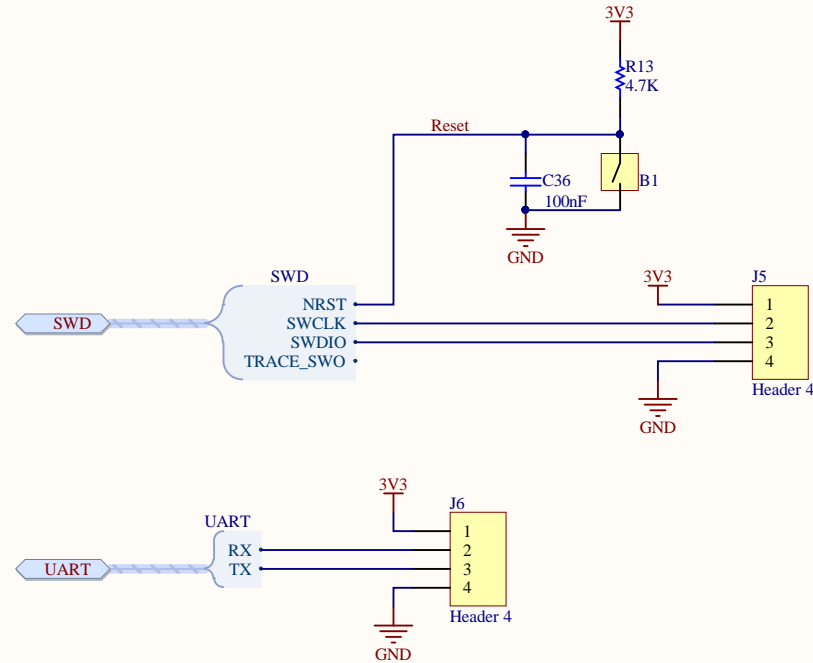 3V3
R13
4.7K
Reset
C36
100nF
B1
GND
SWD
SWD
NRST
SWCLK
SWDIO
TRACE_SWO
3V3
J5
1
2
3
4
Header 4
GND
UART
UART
RX
TX
3V3
J6
1
2
3
4
Header 4
GND